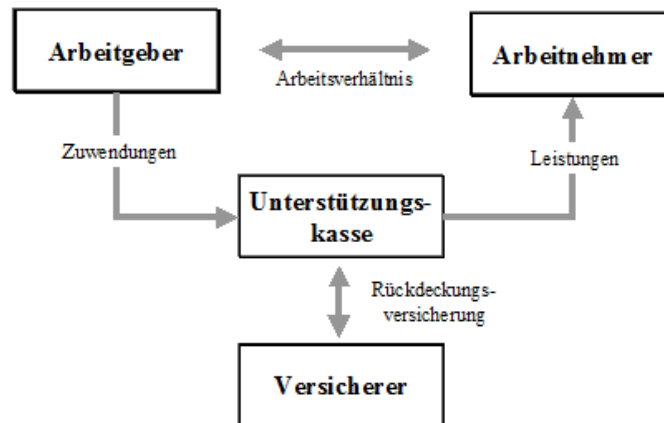 Arbeitgeber
Arbeitnehmer
Arbeitsverhältnis
Zuwendungen
Leistungen
Unterstützungs-
kasse
Rückdeckungs-
versicherung
Versicherer